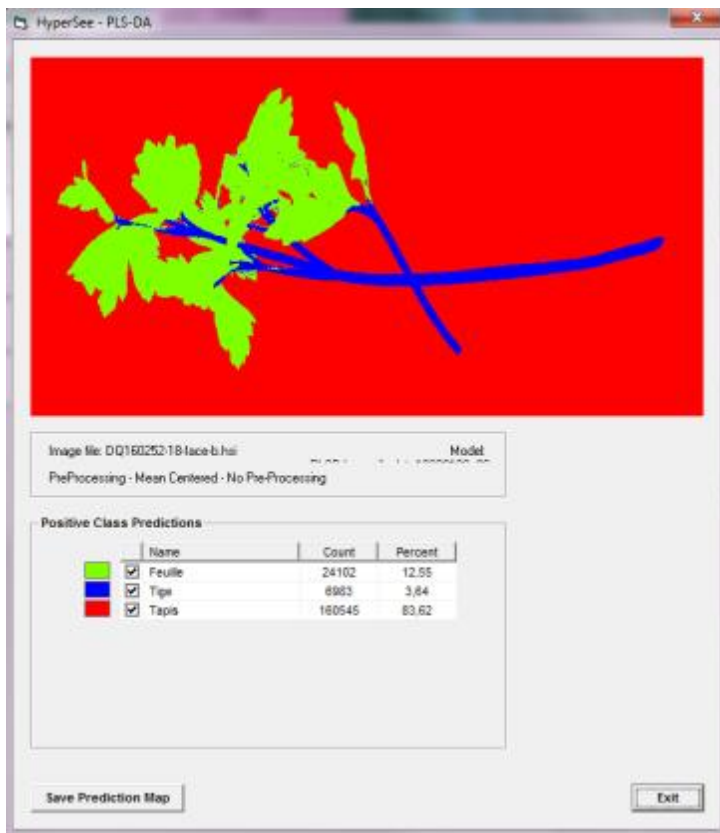 HyperSee - PLS-DA
Image file: DQ160252-18-face-b.hsi
Model:
PreProcessing - Mean Centered - No Pre-Processing
Positive Class Predictions
Name Count Percent
Feuille 24102 12,55
Tige 6983 3,64
Tapis 160545 83,62
Save Prediction Map
Exit